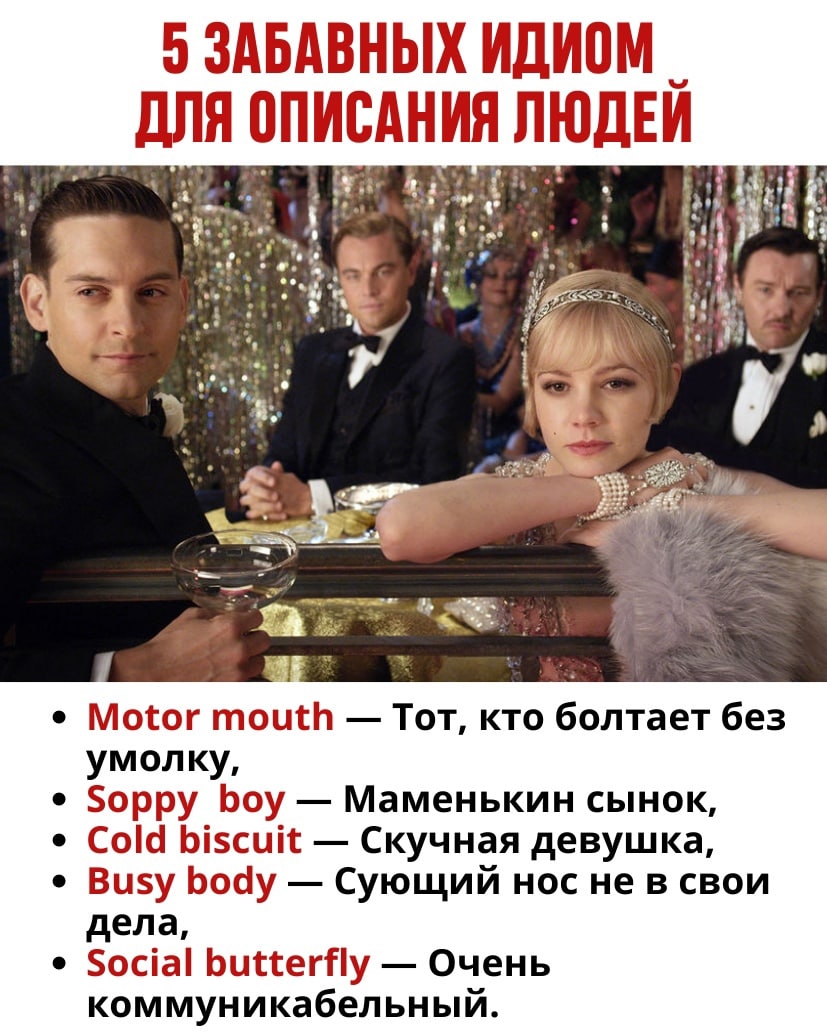 5 ЗАБАВНЫХ ИДИОМ
ДЛЯ ОПИСАНИЯ ЛЮДЕЙ
• Motor mouth — Тот, кто болтает без
умолку,
• Soppy boy — Маменькин сынок,
• Cold biscuit — Скучная девушка,
• Busy body — Сующий нос не в свои
дела,
• Social butterfly — Очень
коммуникабельный.